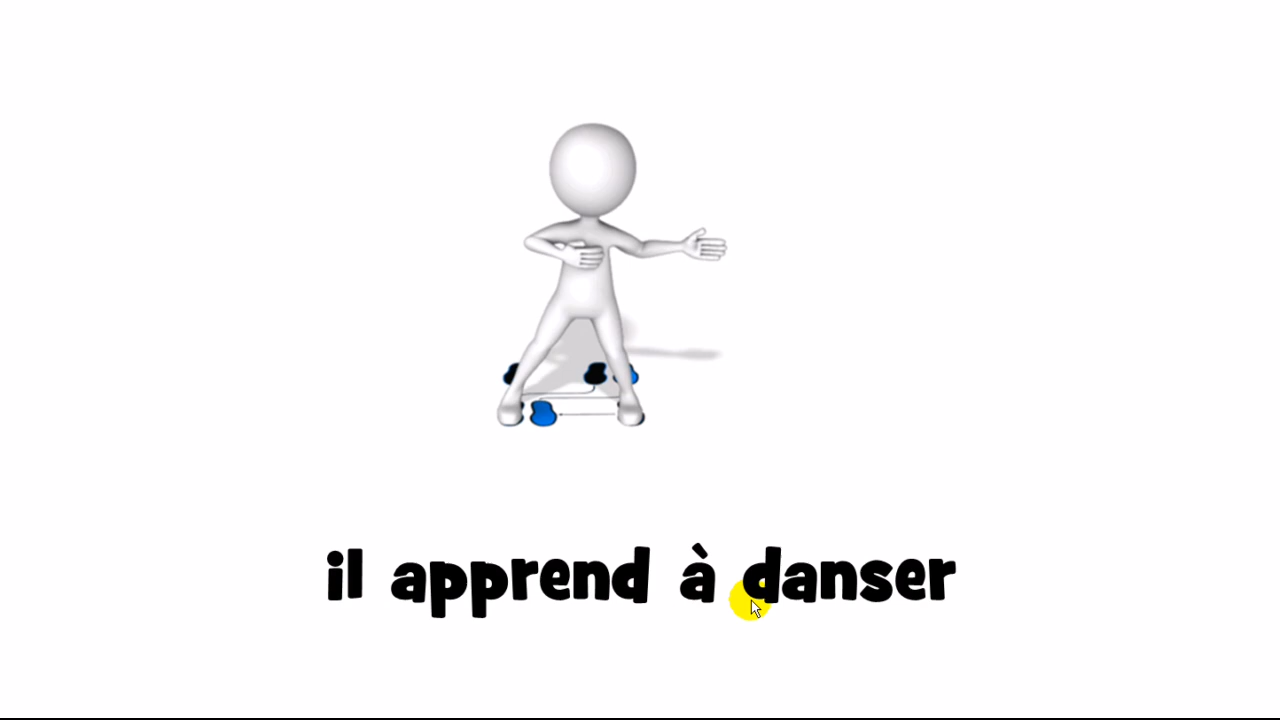 il apprend à danser